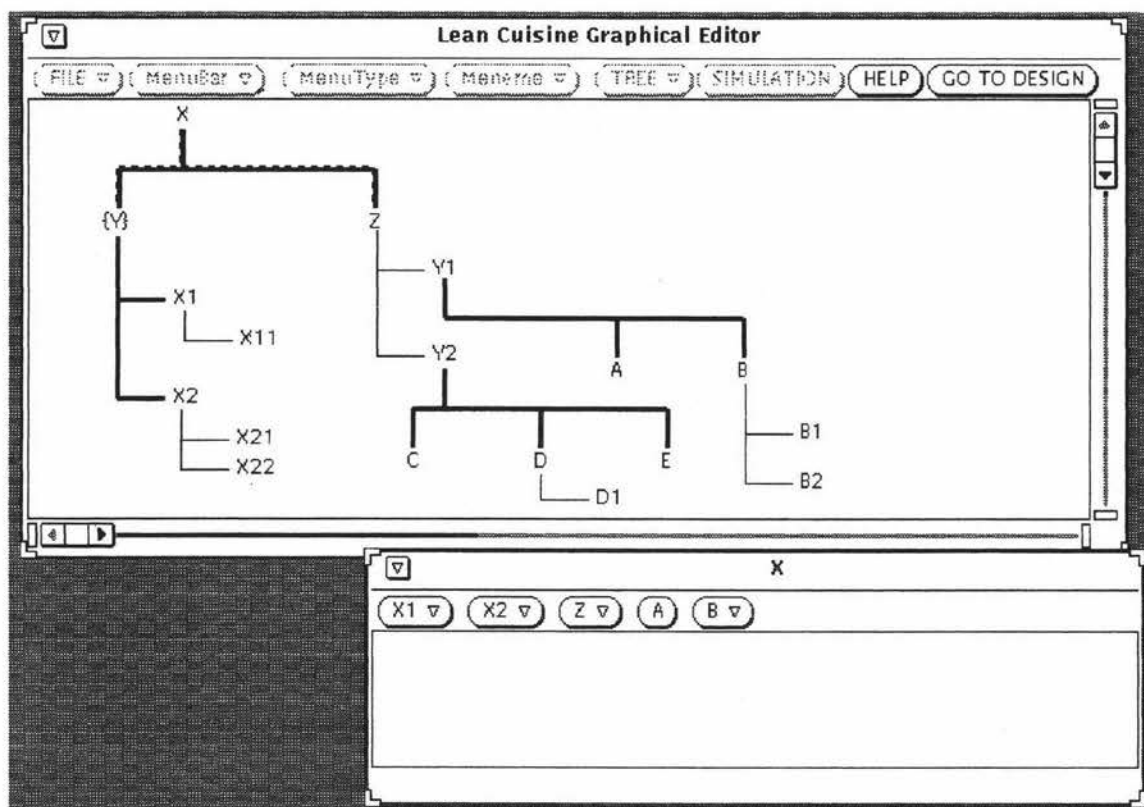 Lean Cuisine Graphical Editor
FILE MenuBar MenuType Meneme TREE SIMULATION HELP GO TO DESIGN
X
{Y} Z
Y1
X1
X11
Y2
A B
X2
X21
B1
C D E
X22
B2
D1
X
X1 X2 Z A B